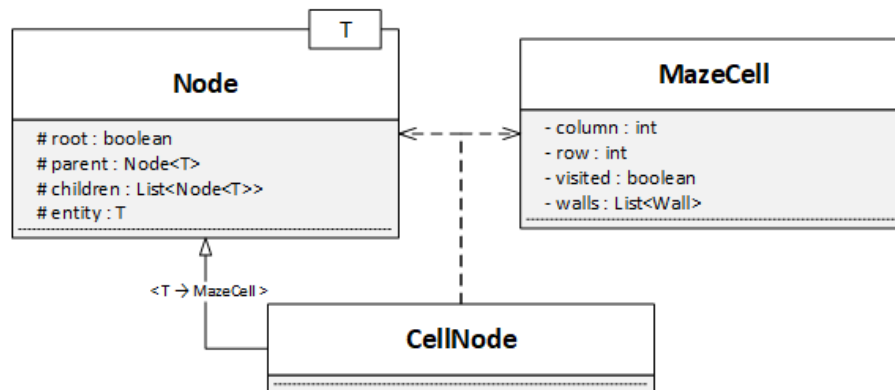 T
Node
# root : boolean
# parent : Node<T>
# children : List<Node<T>>
# entity : T
MazeCell
- column : int
- row : int
- visited : boolean
- walls : List<Wall>
<T → MazeCell >
CellNode